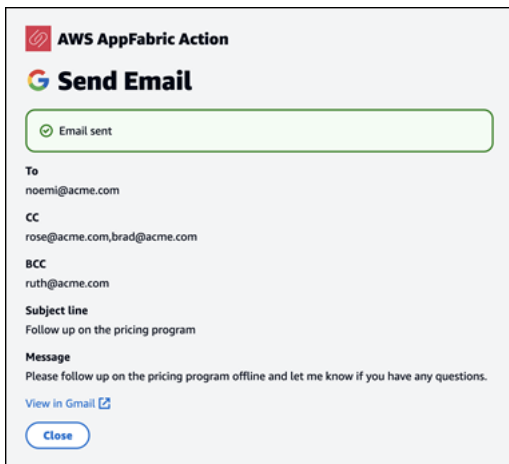 AWS AppFabric Action
Send Email
Email sent
To
noemi@acme.com
CC
rose@acme.com,brad@acme.com
BCC
ruth@acme.com
Subject line
Follow up on the pricing program
Message
Please follow up on the pricing program offline and let me know if you have any questions.
View in Gmail
Close